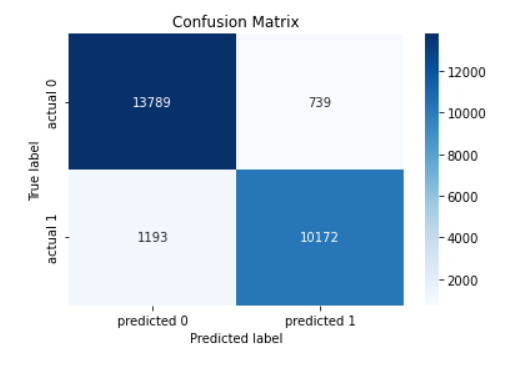 Confusion Matrix
True label
actual 0
actual 1
13789
739
1193
10172
predicted 0
predicted 1
Predicted label
12000
10000
8000
6000
4000
2000